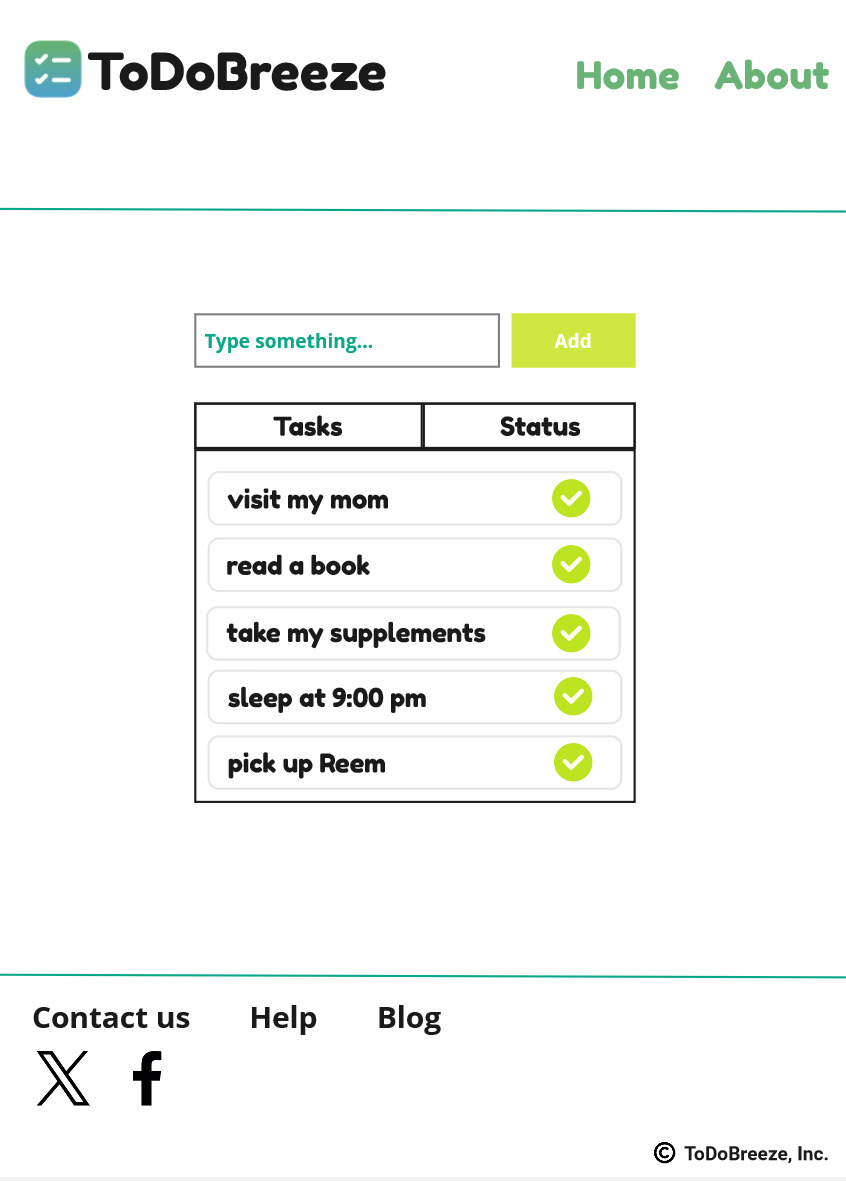 ToDoBreeze Home About
Type something... Add
Tasks Status
visit my mom
read a book
take my supplements
sleep at 9:00 pm
pick up Reem
Contact us Help Blog
© ToDoBreeze, Inc.